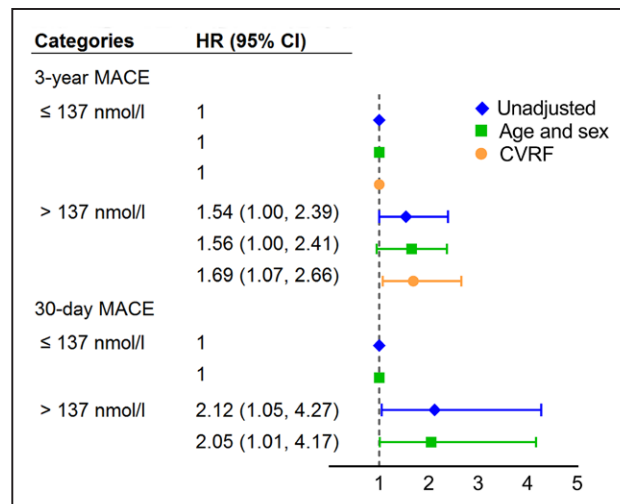 Categories HR (95% CI)
3-year MACE
≤ 137 nmol/l 1
1
1
> 137 nmol/l 1.54 (1.00, 2.39)
1.56 (1.00, 2.41)
1.69 (1.07, 2.66)
30-day MACE
≤ 137 nmol/l 1
1
> 137 nmol/l 2.12 (1.05, 4.27)
2.05 (1.01, 4.17)
Unadjusted
Age and sex
CVRF
1 2 3 4 5